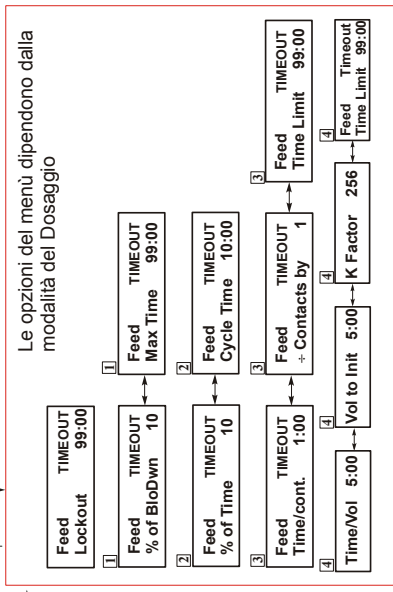 Le opzioni del menù dipendono dalla
modalità del Dosaggio
Feed TIMEOUT
Lockout 99:00
1
Feed TIMEOUT
% of BloDwn 10
1
Feed TIMEOUT
Max Time 99:00
2
Feed TIMEOUT
% of Time 10
2
Feed TIMEOUT
Cycle Time 10:00
3
Feed TIMEOUT
Time/cont. 1:00
3
Feed TIMEOUT
÷ Contacts by 1
3
Feed TIMEOUT
Time Limit 99:00
4
Time/Vol 5:00
4
Vol to Init 5:00
4
K Factor 256
4
Feed Timeout
Time Limit 99:00